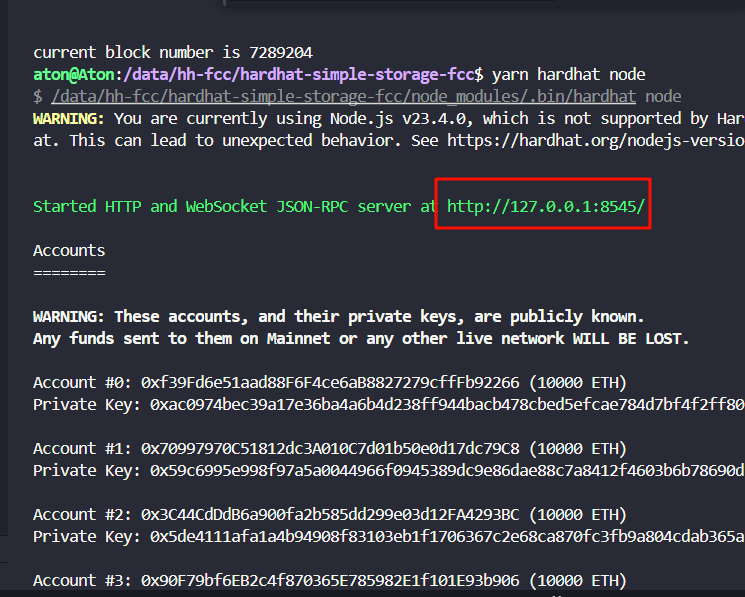 current block number is 7289204
aton@Aton:/data/hh-fcc/hardhat-simple-storage-fcc$ yarn hardhat node
$ /data/hh-fcc/hardhat-simple-storage-fcc/node_modules/.bin/hardhat node
WARNING: You are currently using Node.js v23.4.0, which is not supported by Har
at. This can lead to unexpected behavior. See https://hardhat.org/nodejs-versio
Started HTTP and WebSocket JSON-RPC server at http://127.0.0.1:8545/
Accounts
========
WARNING: These accounts, and their private keys, are publicly known.
Any funds sent to them on Mainnet or any other live network WILL BE LOST.
Account #0: 0xf39Fd6e51aad88F6F4ce6aB8827279cffFb92266 (10000 ETH)
Private Key: 0xac0974bec39a17e36ba4a6b4d238ff944bacb478cbed5efcae784d7bf4f2ff80
Account #1: 0x70997970C51812dc3A010C7d01b50e0d17dc79C8 (10000 ETH)
Private Key: 0x59c6995e998f97a5a0044966f0945389dc9e86dae88c7a8412f4603b6b78690d
Account #2: 0x3C44CdDdB6a900fa2b585dd299e03d12FA4293BC (10000 ETH)
Private Key: 0x5de4111afa1a4b94908f83103eb1f1706367c2e68ca870fc3fb9a804cdab365a
Account #3: 0x90F79bf6EB2c4f870365E785982E1f101E93b906 (10000 ETH)